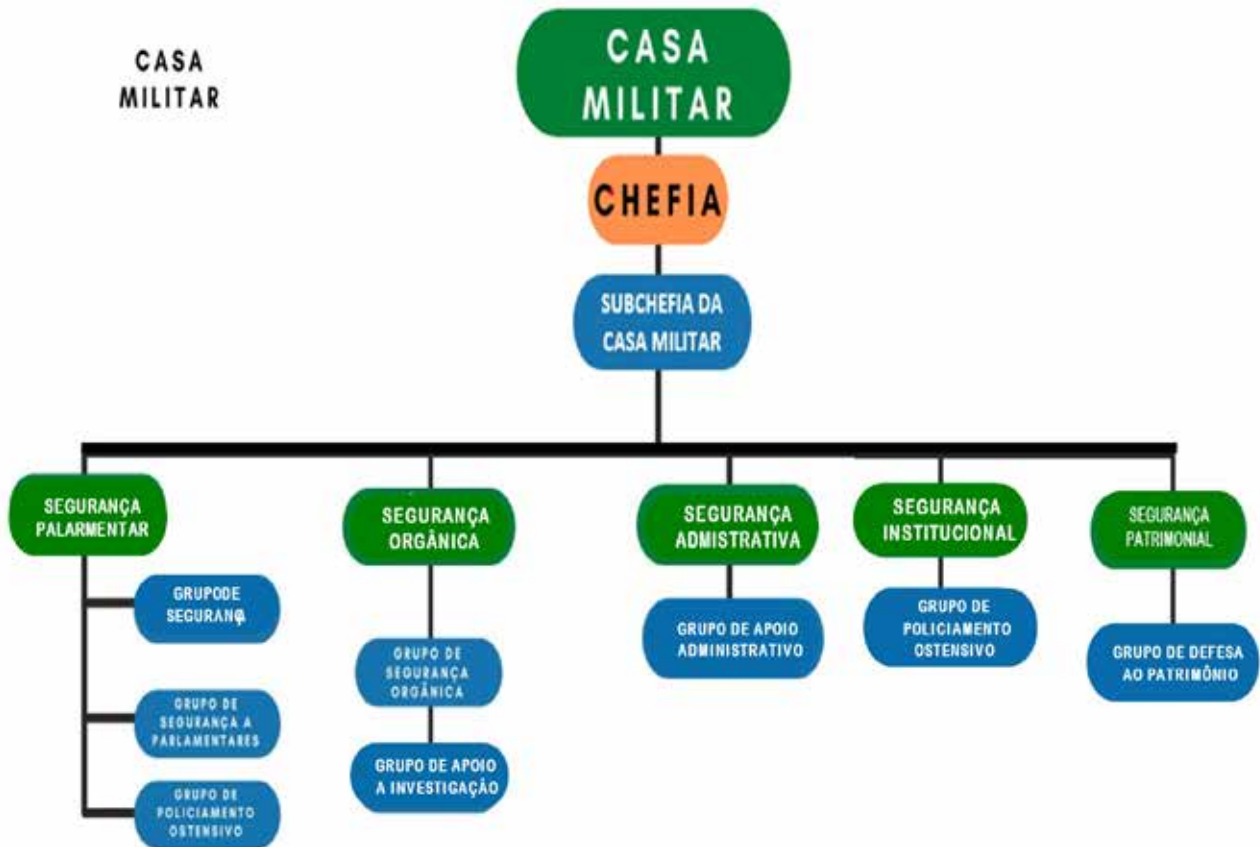 CASA
MILITAR
CASA
MILITAR
CHEFIA
SUBCHEFIA DA
CASA MILITAR
SEGURANÇA
PALARMENTAR
GRUPODE
SEGURANÇA
GRUPO DE
SEGURANÇA A
PARLAMENTARES
GRUPO DE
POLICIAMENTO
OSTENSIVO
SEGURANÇA
ORGÂNICA
GRUPO DE
SEGURANÇA
ORGÂNICA
GRUPO DE APOIO
A INVESTIGAÇÃO
SEGURANÇA
ADMISTRATIVA
GRUPO DE APOIO
ADMINISTRATIVO
SEGURANÇA
INSTITUCIONAL
GRUPO DE
POLICIAMENTO
OSTENSIVO
SEGURANÇA
PATRIMONIAL
GRUPO DE DEFESA
AO PATRIMÔNIO